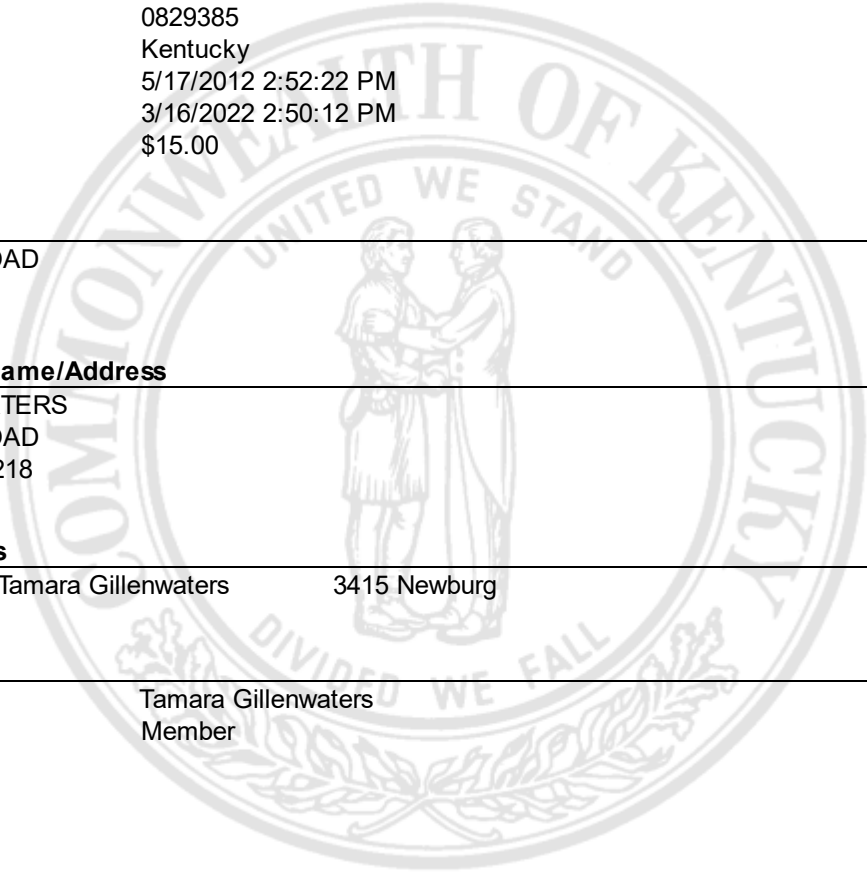 0829385
Kentucky
5/17/2012 2:52:22 PM
3/16/2022 2:50:12 PM
$15.00
OAD
ame/Address
TERS
OAD
218
s
Tamara Gillenwaters 3415 Newburg
Tamara Gillenwaters
Member
COMMONWEALTH OF KENTUCKY
UNITED WE STAND
DIVIDED WE FALL